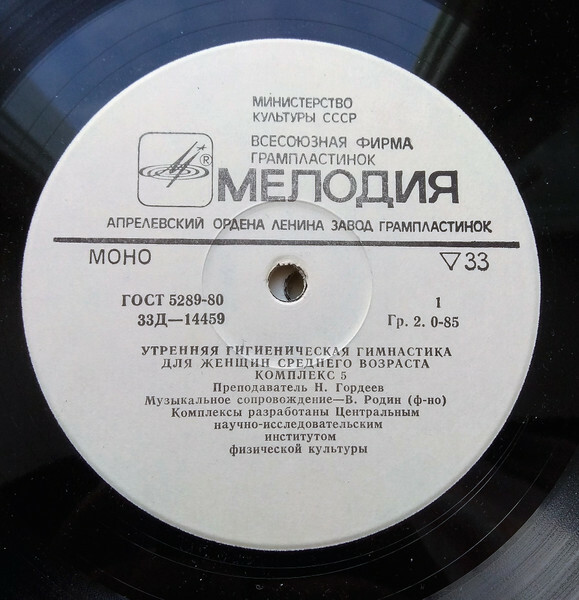 МИНИСТЕРСТВО
КУЛЬТУРЫ СССР
ВСЕСОЮЗНАЯ ФИРМА
ГРАМПЛАСТИНОК
® МЕЛОДИЯ
АПРЕЛЕВСКИЙ ОРДЕНА ЛЕНИНА ЗАВОД ГРАМПЛАСТИНОК
МОНО ▽33
ГОСТ 5289-80 1
33Д—14459 Гр. 2. 0-85
УТРЕННЯЯ ГИГИЕНИЧЕСКАЯ ГИМНАСТИКА
ДЛЯ ЖЕНЩИН СРЕДНЕГО ВОЗРАСТА
КОМПЛЕКС 5
Преподаватель Н. Гордеев
Музыкальное сопровождение—В. Родин (ф-но)
Комплексы разработаны Центральным
научно-исследовательским
институтом
физической культуры